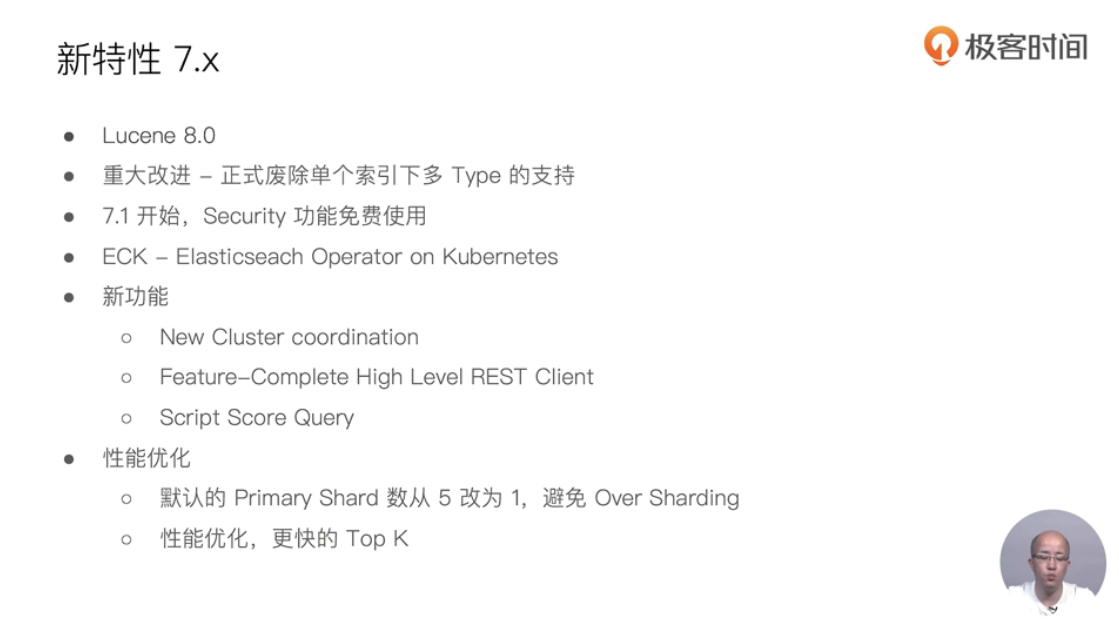 新特性 7.x
极客时间
● Lucene 8.0
● 重大改进 – 正式废除单个索引下多 Type 的支持
● 7.1 开始，Security 功能免费使用
● ECK – Elasticseach Operator on Kubernetes
● 新功能
○ New Cluster coordination
○ Feature–Complete High Level REST Client
○ Script Score Query
● 性能优化
○ 默认的 Primary Shard 数从 5 改为 1，避免 Over Sharding
○ 性能优化，更快的 Top K